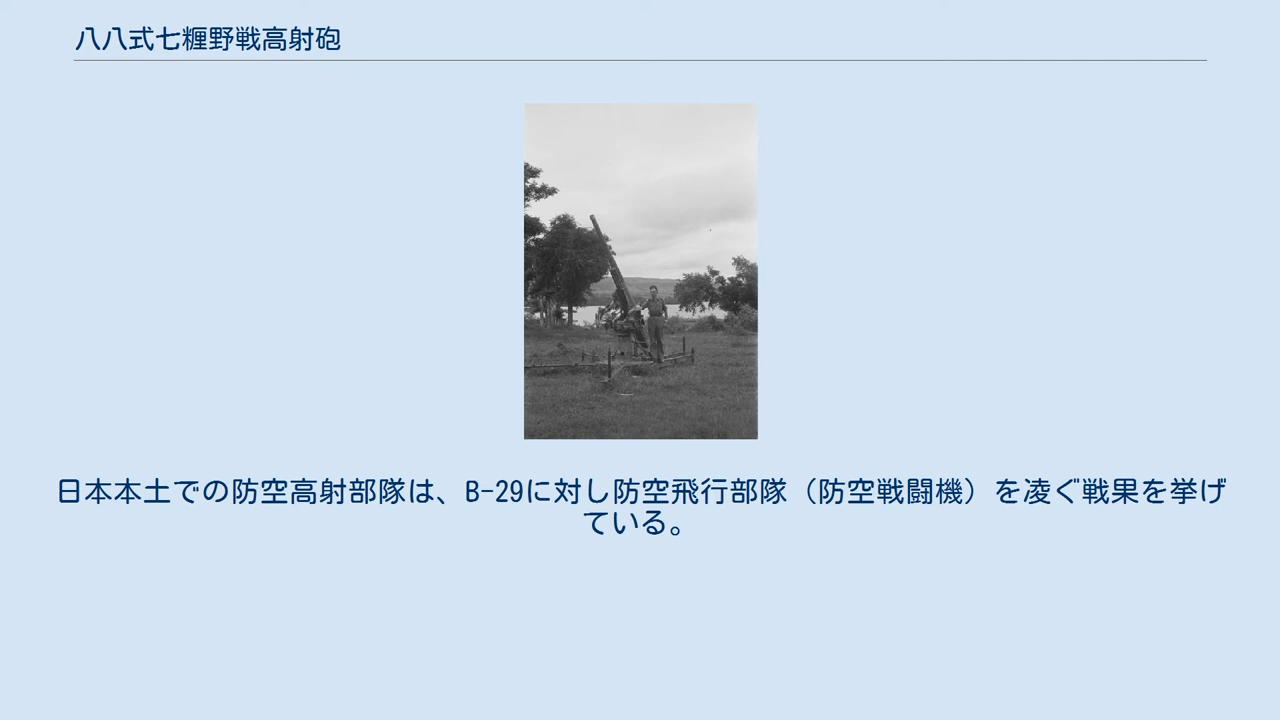 八八式七糎野戦高射砲
日本本土での防空高射部隊は、B-29に対し防空飛行部隊（防空戦闘機）を凌ぐ戦果を挙げ
ている。